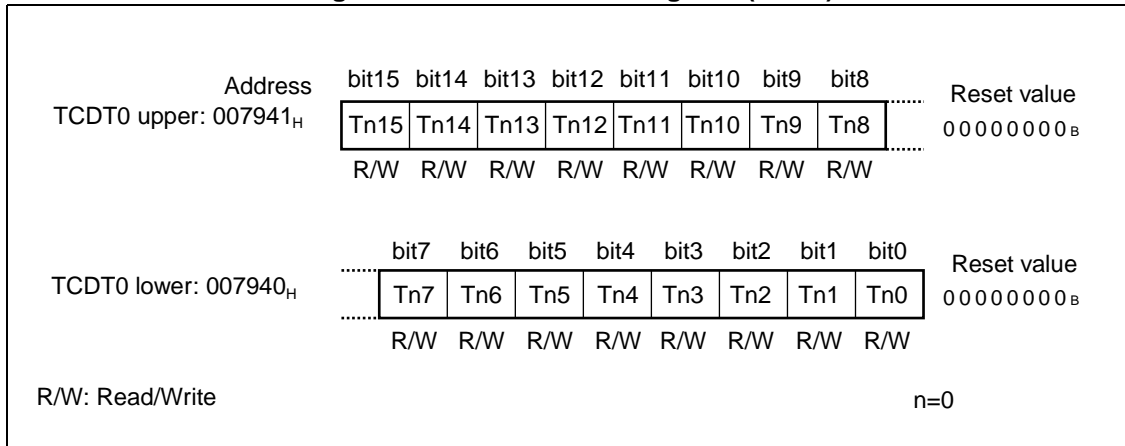 Address bit15 bit14 bit13 bit12 bit11 bit10 bit9 bit8 Reset value
TCDT0 upper: 007941H Tn15 Tn14 Tn13 Tn12 Tn11 Tn10 Tn9 Tn8 00000000B
R/W R/W R/W R/W R/W R/W R/W R/W
bit7 bit6 bit5 bit4 bit3 bit2 bit1 bit0 Reset value
TCDT0 lower: 007940H Tn7 Tn6 Tn5 Tn4 Tn3 Tn2 Tn1 Tn0 00000000B
R/W R/W R/W R/W R/W R/W R/W R/W
R/W: Read/Write n=0